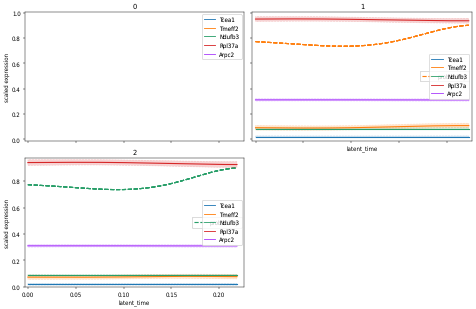 0
1.0
0.8
0.6
0.4
0.2
0.0
scaled expression
Tcea1
Tmeff2
Ndufb3
Rpl37a
Arpc2
1
Tcea1
Tmeff2
Ndufb3
Rpl37a
Arpc2
latent_time
2
0.8
0.6
0.4
0.2
0.0
scaled expression
Tcea1
Tmeff2
Ndufb3
Rpl37a
Arpc2
0.00
0.05
0.10
0.15
0.20
latent_time